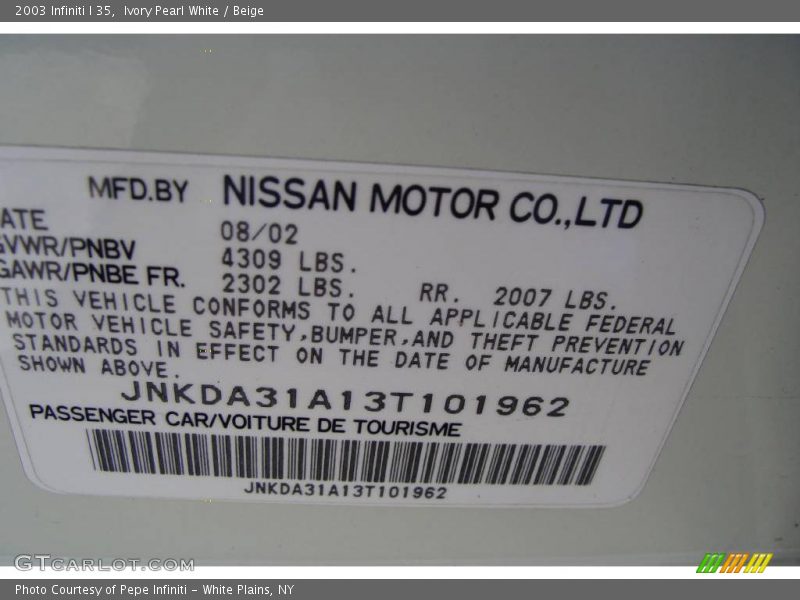 2003 Infiniti I 35,  Ivory Pearl White / Beige
MFD.BY NISSAN MOTOR CO.,LTD
ATE 08/02
GVWR/PNBV 4309 LBS.
GAWR/PNBE FR. 2302 LBS. RR. 2007 LBS.
THIS VEHICLE CONFORMS TO ALL APPLICABLE FEDERAL
MOTOR VEHICLE SAFETY,BUMPER,AND THEFT PREVENTION
STANDARDS IN EFFECT ON THE DATE OF MANUFACTURE
SHOWN ABOVE.
JNKDA31A13T101962
PASSENGER CAR/VOITURE DE TOURISME
JNKDA31A13T101962
GTCarLot.com
Photo Courtesy of Pepe Infiniti - White Plains, NY